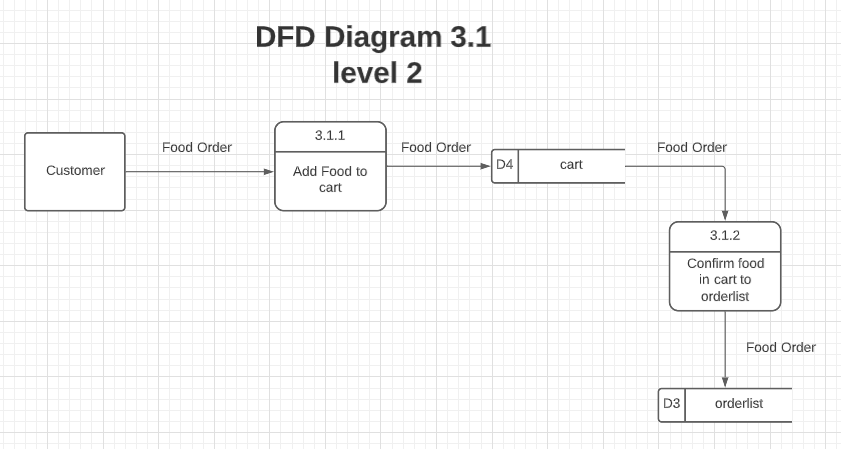 DFD Diagram 3.1
level 2
Customer
Food Order
3.1.1
Add Food to
cart
Food Order
D4
cart
Food Order
3.1.2
Confirm food
in cart to
orderlist
Food Order
D3
orderlist